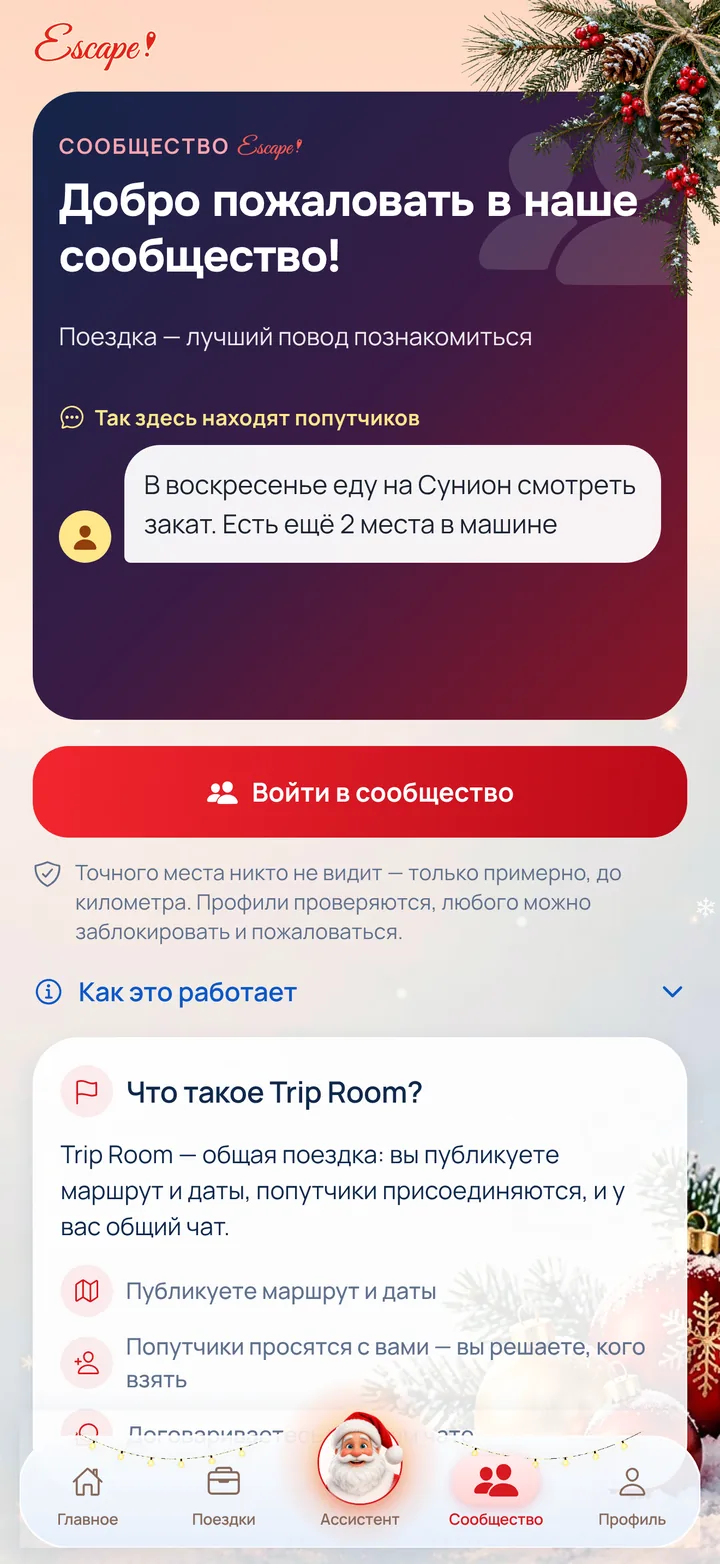 Escape!
СООБЩЕСТВО Escape!
Добро пожаловать в наше
сообщество!
Поездка — лучший повод познакомиться
Так здесь находят попутчиков
В воскресенье еду на Сунион смотреть
закат. Есть ещё 2 места в машине
Войти в сообщество
Точного места никто не видит — только примерно, до
километра. Профили проверяются, любого можно
заблокировать и пожаловаться.
Как это работает
Что такое Trip Room?
Trip Room — общая поездка: вы публикуете
маршрут и даты, попутчики присоединяются, и у
вас общий чат.
Публикуете маршрут и даты
Попутчики просятся с вами — вы решаете, кого
взять
Договариваетесь
чате
Главное
Поездки
Ассистент
Сообщество
Профиль